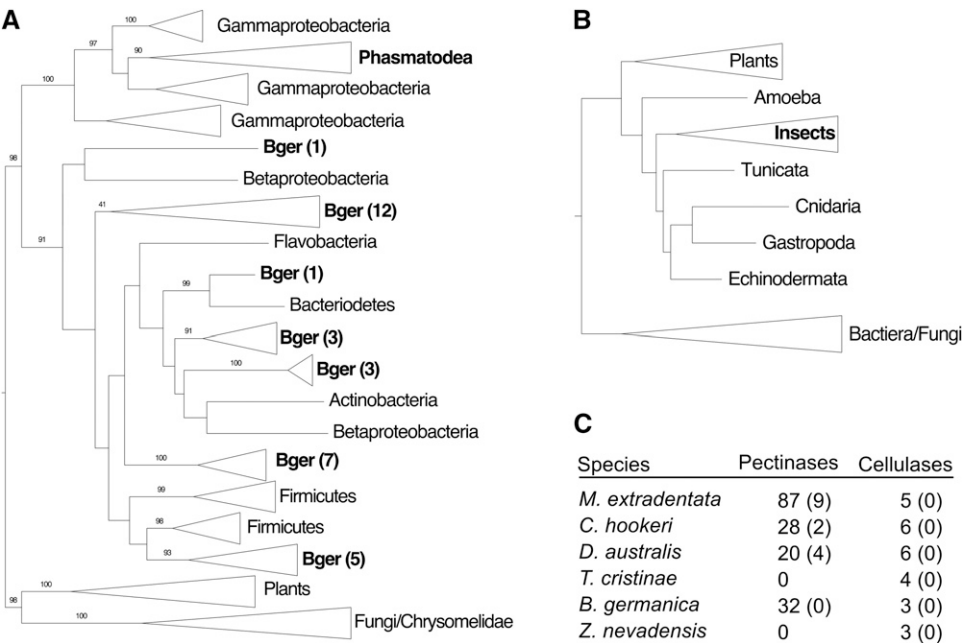 A
100
Gammaproteobacteria
97
90
Phasmatodea
100
Gammaproteobacteria
Gammaproteobacteria
98
Bger (1)
Betaproteobacteria
41
Bger (12)
91
Flavobacteria
Bger (1)
99
Bacteriodetes
91
Bger (3)
100
Bger (3)
Actinobacteria
Betaproteobacteria
100
Bger (7)
99
Firmicutes
98
Firmicutes
93
Bger (5)
100
Plants
98
100
Fungi/Chrysomelidae
B
Plants
Amoeba
Insects
Tunicata
Cnidaria
Gastropoda
Echinodermata
Bactiera/Fungi
C
Species Pectinases Cellulases
M. extradentata 87 (9) 5 (0)
C. hookeri 28 (2) 6 (0)
D. australis 20 (4) 6 (0)
T. cristinae 0 4 (0)
B. germanica 32 (0) 3 (0)
Z. nevadensis 0 3 (0)